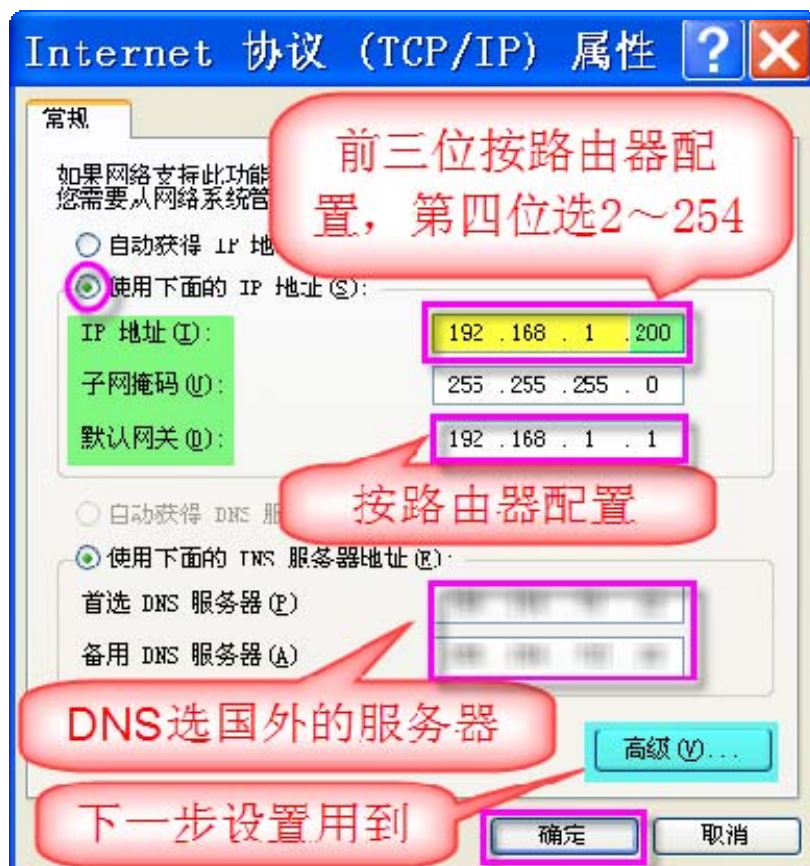 Internet 协议 (TCP/IP) 属性
常规
前三位按路由器配
置，第四位选2～254
如果网络支持此功能
您需要从网络系统管
自动获得 IP 地
使用下面的 IP 地址(S):
IP 地址(I):
192 .168 . 1 .200
子网掩码(U):
255 .255 .255 . 0
默认网关(D):
192 .168 . 1 . 1
按路由器配置
自动获得 DNS 服
使用下面的 DNS 服务器地址(E):
首选 DNS 服务器(P)
备用 DNS 服务器(A)
DNS选国外的服务器
高级(V)...
下一步设置用到
确定
取消